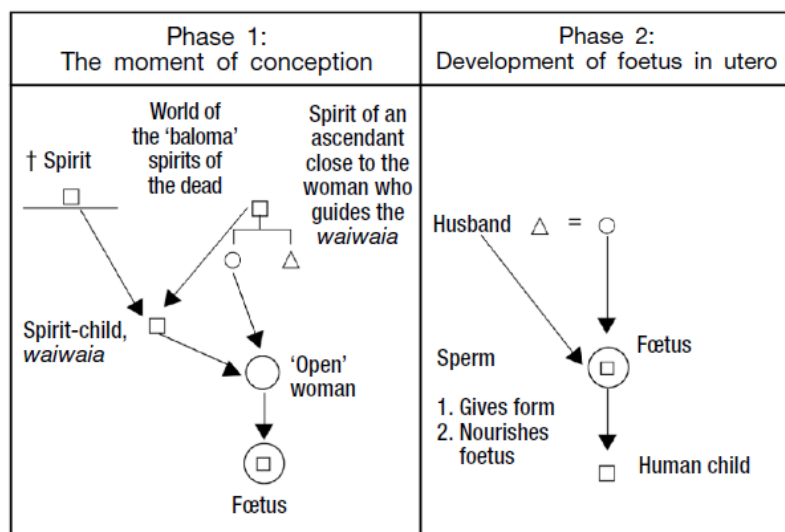 Phase 1:
The moment of conception
Phase 2:
Development of foetus in utero
† Spirit
World of
the ‘baloma’
spirits of
the dead
Spirit of an
ascendant
close to the
woman who
guides the
waiwaia
Spirit-child,
waiwaia
‘Open’
woman
Fœtus
Husband
=
Fœtus
Sperm
1. Gives form
2. Nourishes
foetus
Human child